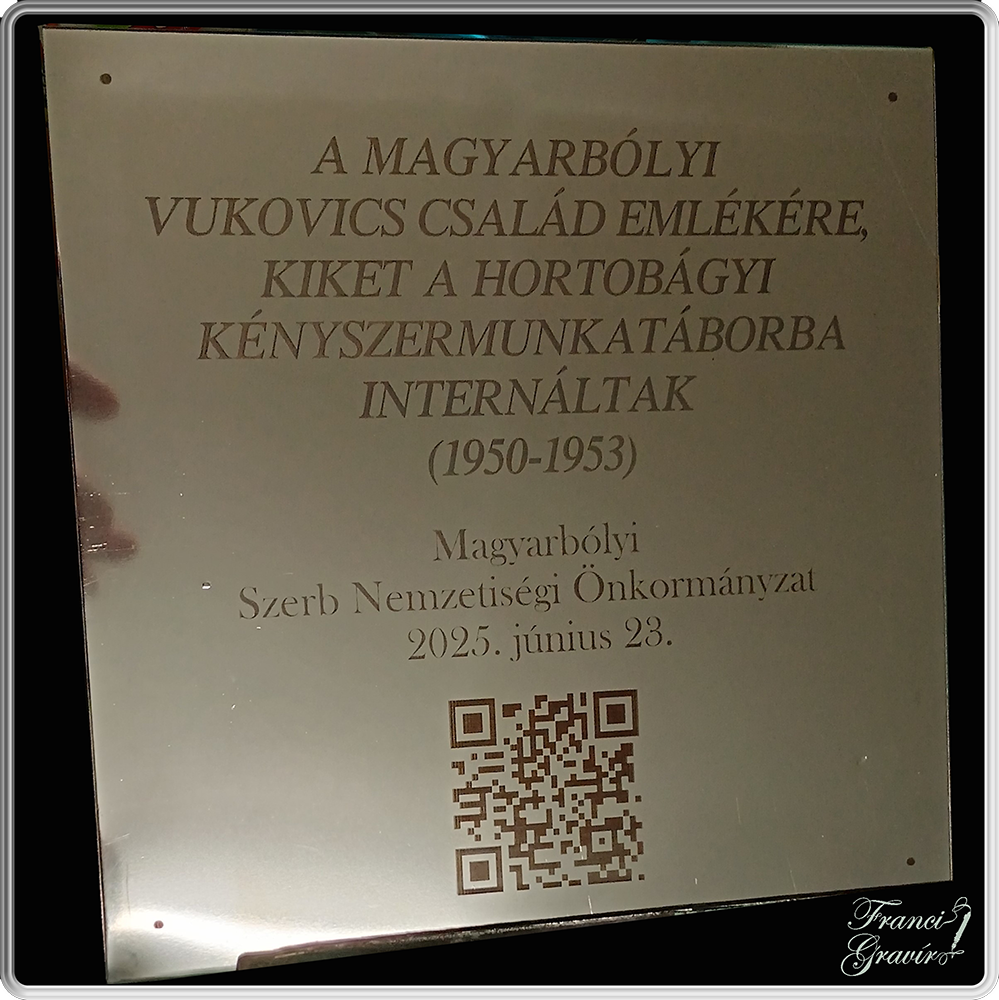 A MAGYARBÓLYI
VUKOVICS CSALÁD EMLÉKÉRE,
KIKET A HORTOBÁGYI
KÉNYSZERMUNKATÁBORBA
INTERNÁLTAK
(1950-1953)
Magyarbólyi
Szerb Nemzetiségi Önkormányzat
2025. június 23.
Franci
Gravír